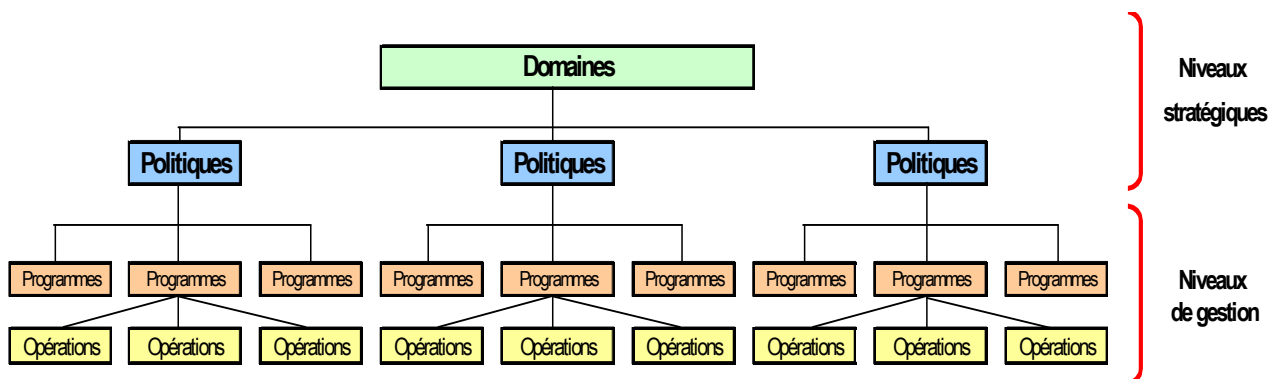 Domaines
Niveaux
stratégiques
Politiques Politiques Politiques
Programmes Programmes Programmes Programmes Programmes Programmes Programmes Programmes Programmes
Niveaux
de gestion
Opérations Opérations Opérations Opérations Opérations Opérations Opérations Opérations Opérations